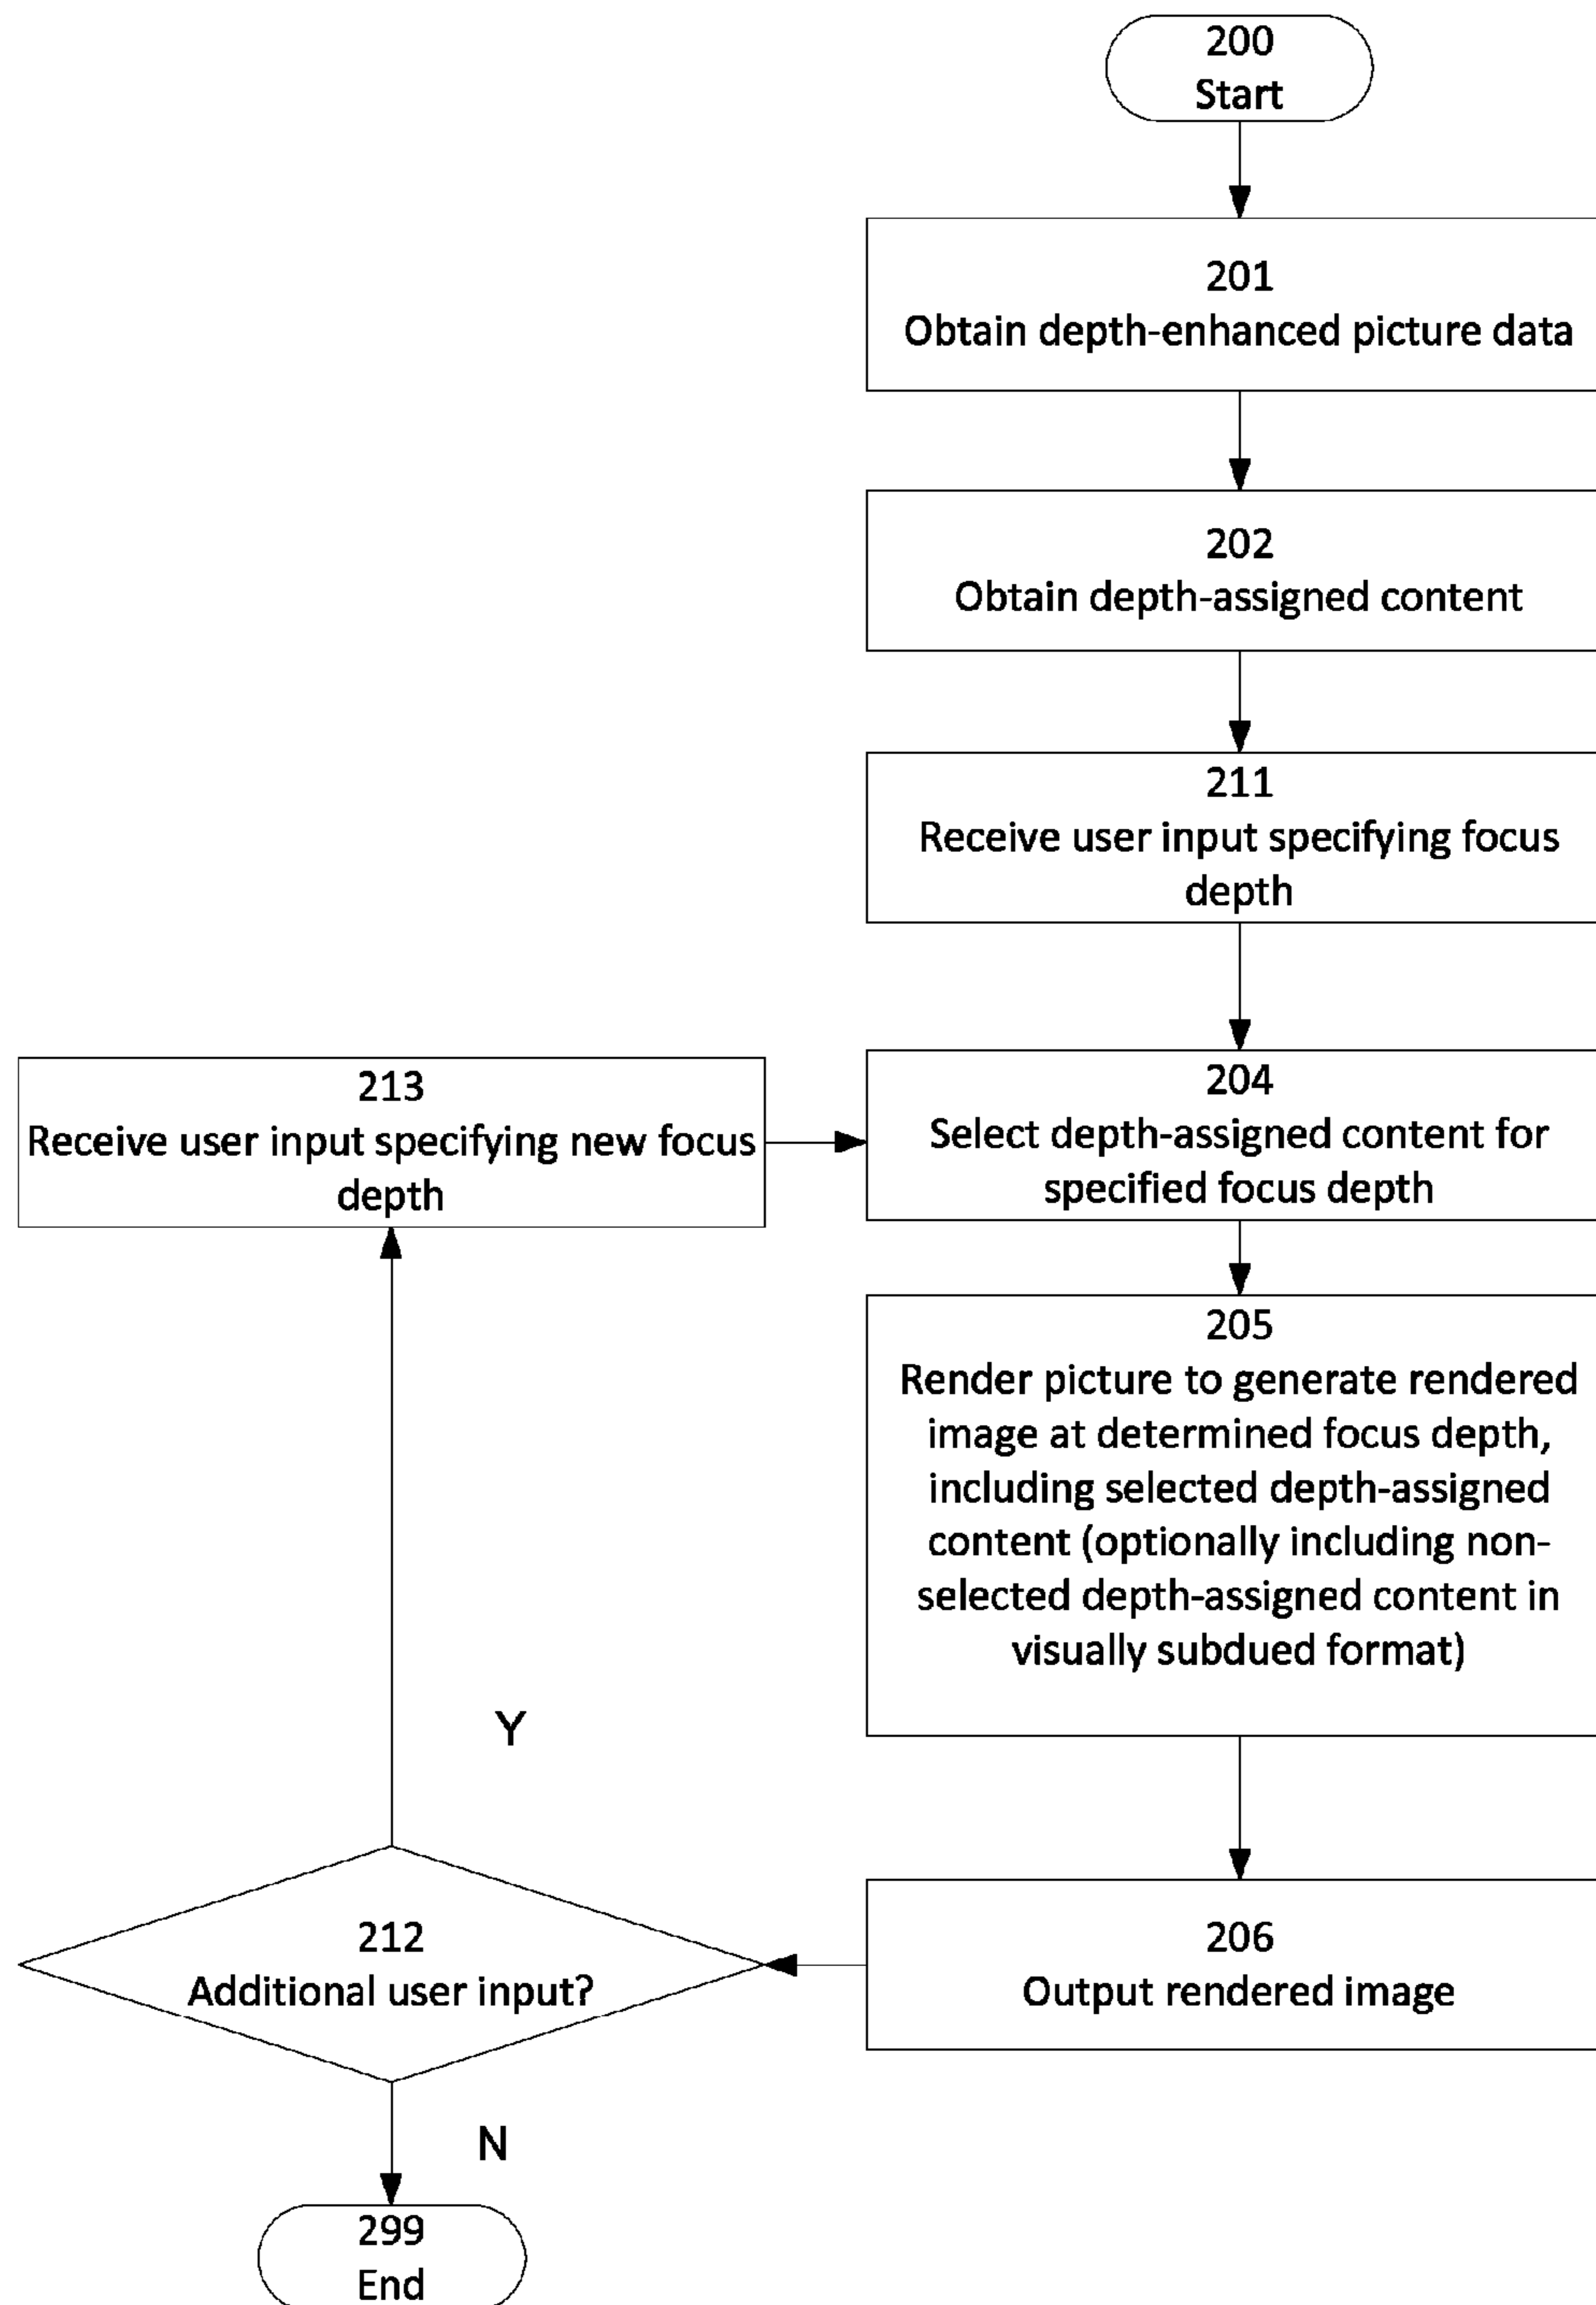 200
Start
201
Obtain depth-enhanced picture data
202
Obtain depth-assigned content
211
Receive user input specifying focus
depth
213
Receive user input specifying new focus
depth
204
Select depth-assigned content for
specified focus depth
205
Render picture to generate rendered
image at determined focus depth,
including selected depth-assigned
content (optionally including non-
selected depth-assigned content in
visually subdued format)
Y
212
Additional user input?
206
Output rendered image
N
299
End